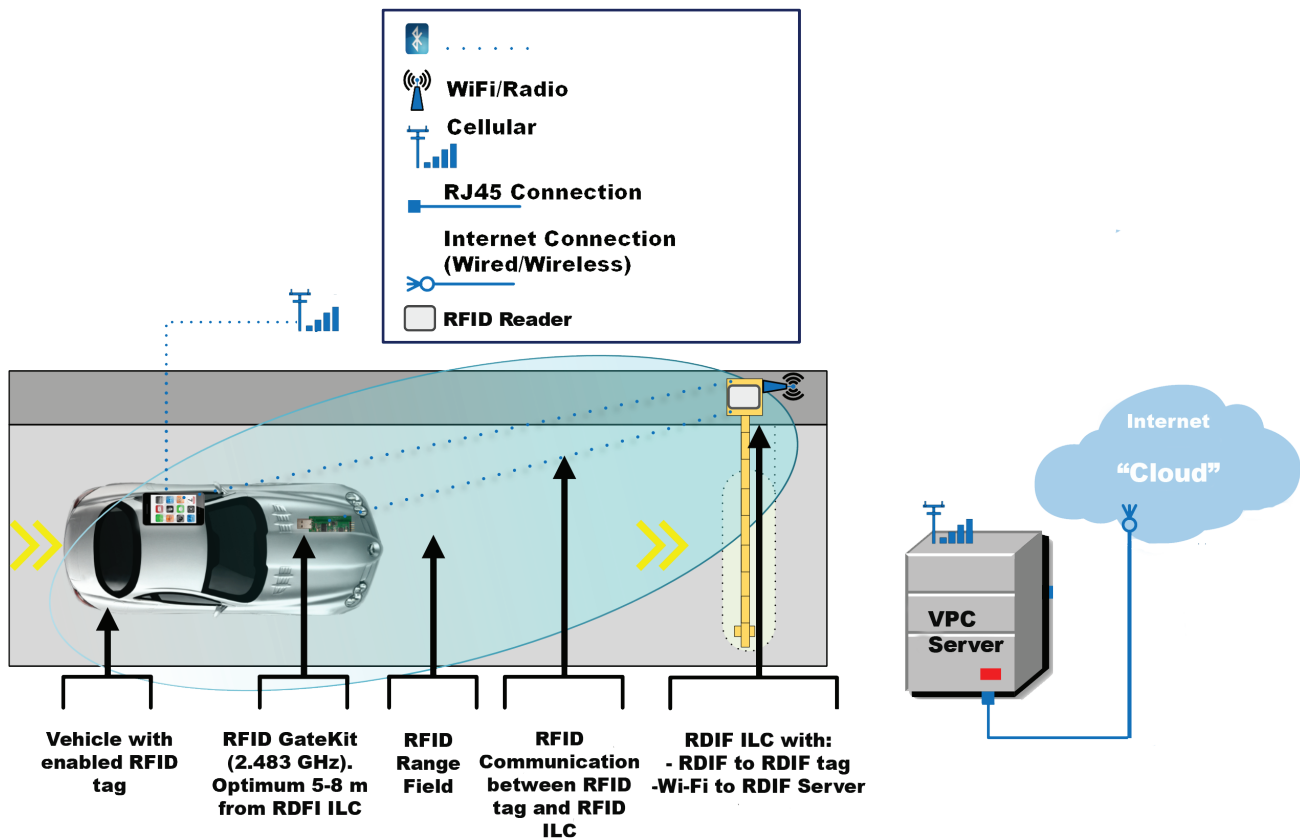 . . . . . .
WiFi/Radio
Cellular
RJ45 Connection
Internet Connection
(Wired/Wireless)
RFID Reader
Internet
“Cloud”
VPC
Server
Vehicle with
enabled RFID
tag
RFID GateKit
(2.483 GHz).
Optimum 5-8 m
from RDFI ILC
RFID
Range
Field
RFID
Communication
between RFID
tag and RFID
ILC
RDIF ILC with:
- RDIF to RDIF tag
-Wi-Fi to RDIF Server